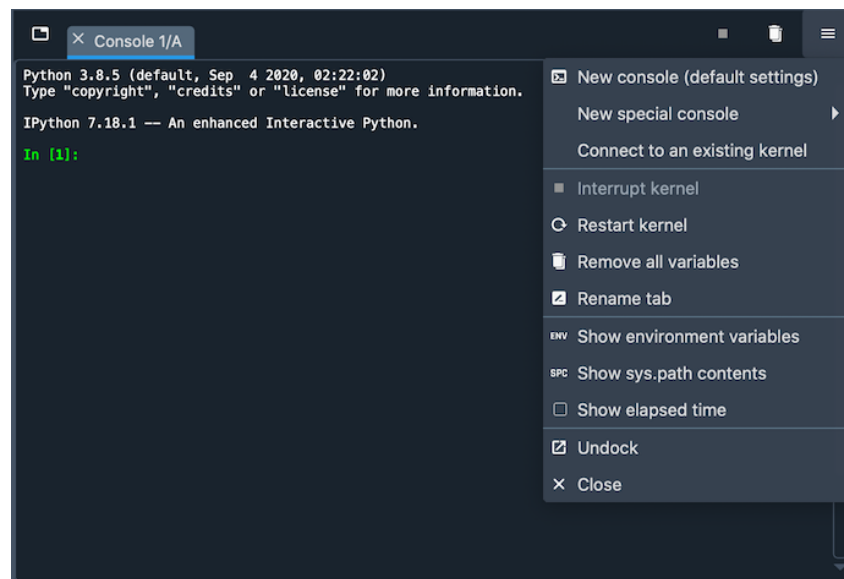 Console 1/A
Python 3.8.5 (default, Sep  4 2020, 02:22:02)
Type "copyright", "credits" or "license" for more information.
IPython 7.18.1 -- An enhanced Interactive Python.
In [1]:
New console (default settings)
New special console
Connect to an existing kernel
Interrupt kernel
Restart kernel
Remove all variables
Rename tab
ENV Show environment variables
SPC Show sys.path contents
Show elapsed time
Undock
Close